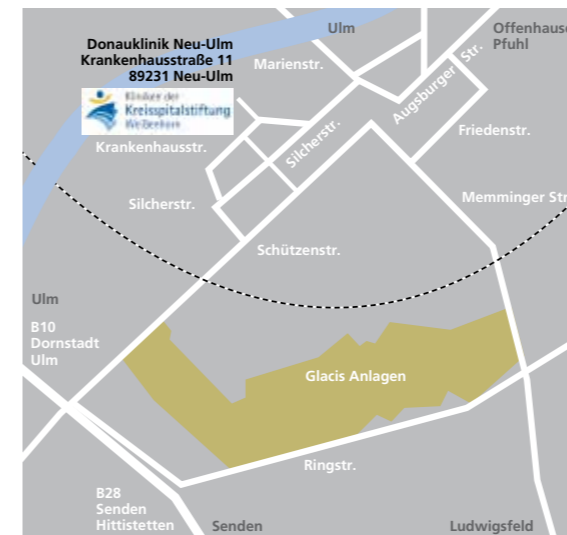 Ulm
Offenhause
Pfuhl
Donauklinik Neu-Ulm
Krankenhausstraße 11
89231 Neu-Ulm
Marienstr.
Augsburger Str.
Kliniken der
Kreisspitalstiftung
Weißenhorn
Friedenstr.
Krankenhausstr.
Silcherstr.
Silcherstr.
Memminger Str
Schützenstr.
Ulm
B10
Dornstadt
Ulm
Glacis Anlagen
Ringstr.
B28
Senden
Hittistetten
Senden
Ludwigsfeld